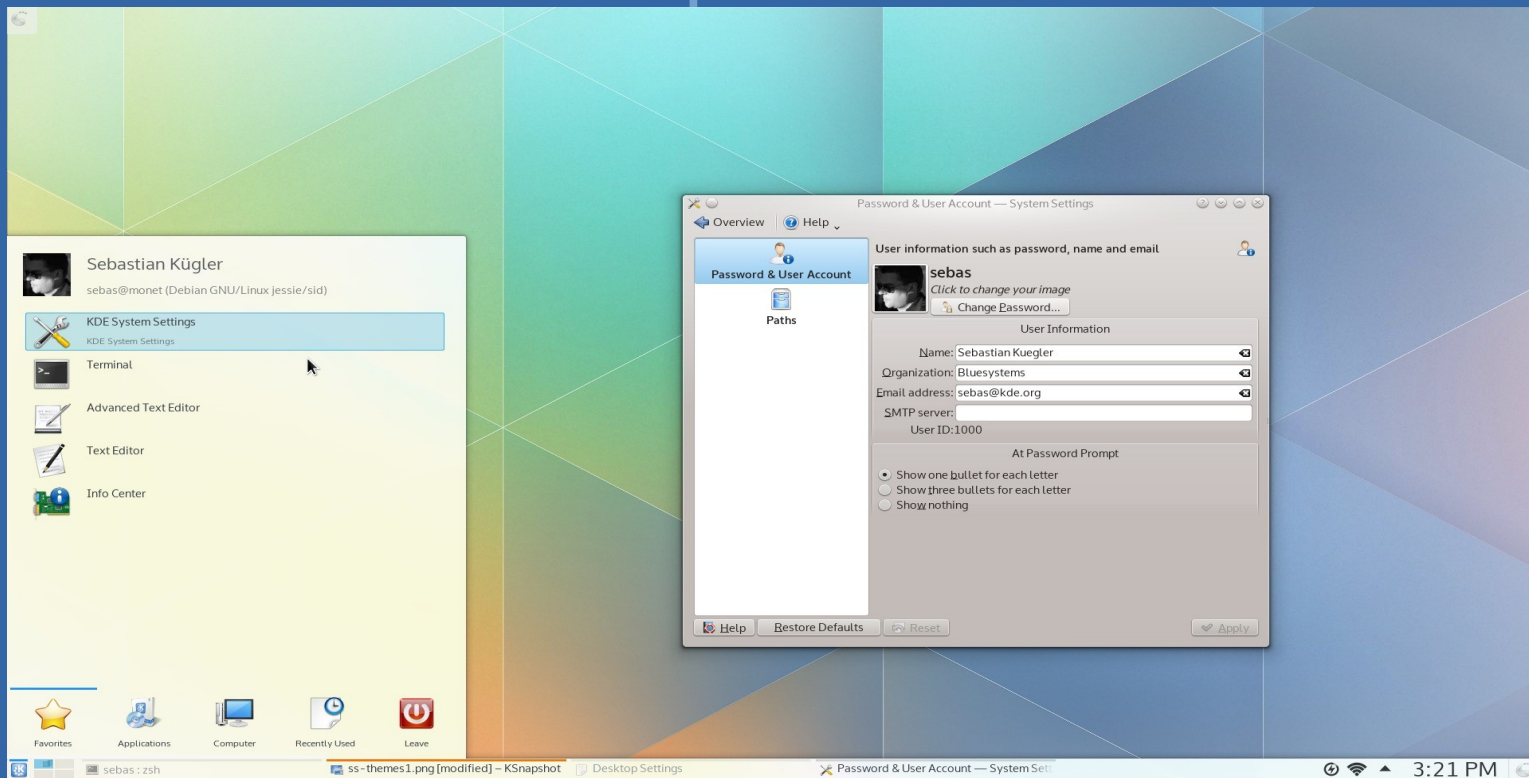 Sebastian Kügler
sebas@monet (Debian GNU/Linux jessie/sid)
KDE System Settings
KDE System Settings
Terminal
Advanced Text Editor
Text Editor
Info Center
Favorites
Applications
Computer
Recently Used
Leave
Password & User Account — System Settings
Overview
Help
Password & User Account
Paths
User information such as password, name and email
sebas
Click to change your image
Change Password...
User Information
Name: Sebastian Kuegler
Organization: Bluesystems
Email address: sebas@kde.org
SMTP server:
User ID:1000
At Password Prompt
Show one bullet for each letter
Show three bullets for each letter
Show nothing
Help
Restore Defaults
Reset
Apply
sebas : zsh
ss-themes1.png [modified] – KSnapshot
Desktop Settings
Password & User Account — System Set
3:21 PM